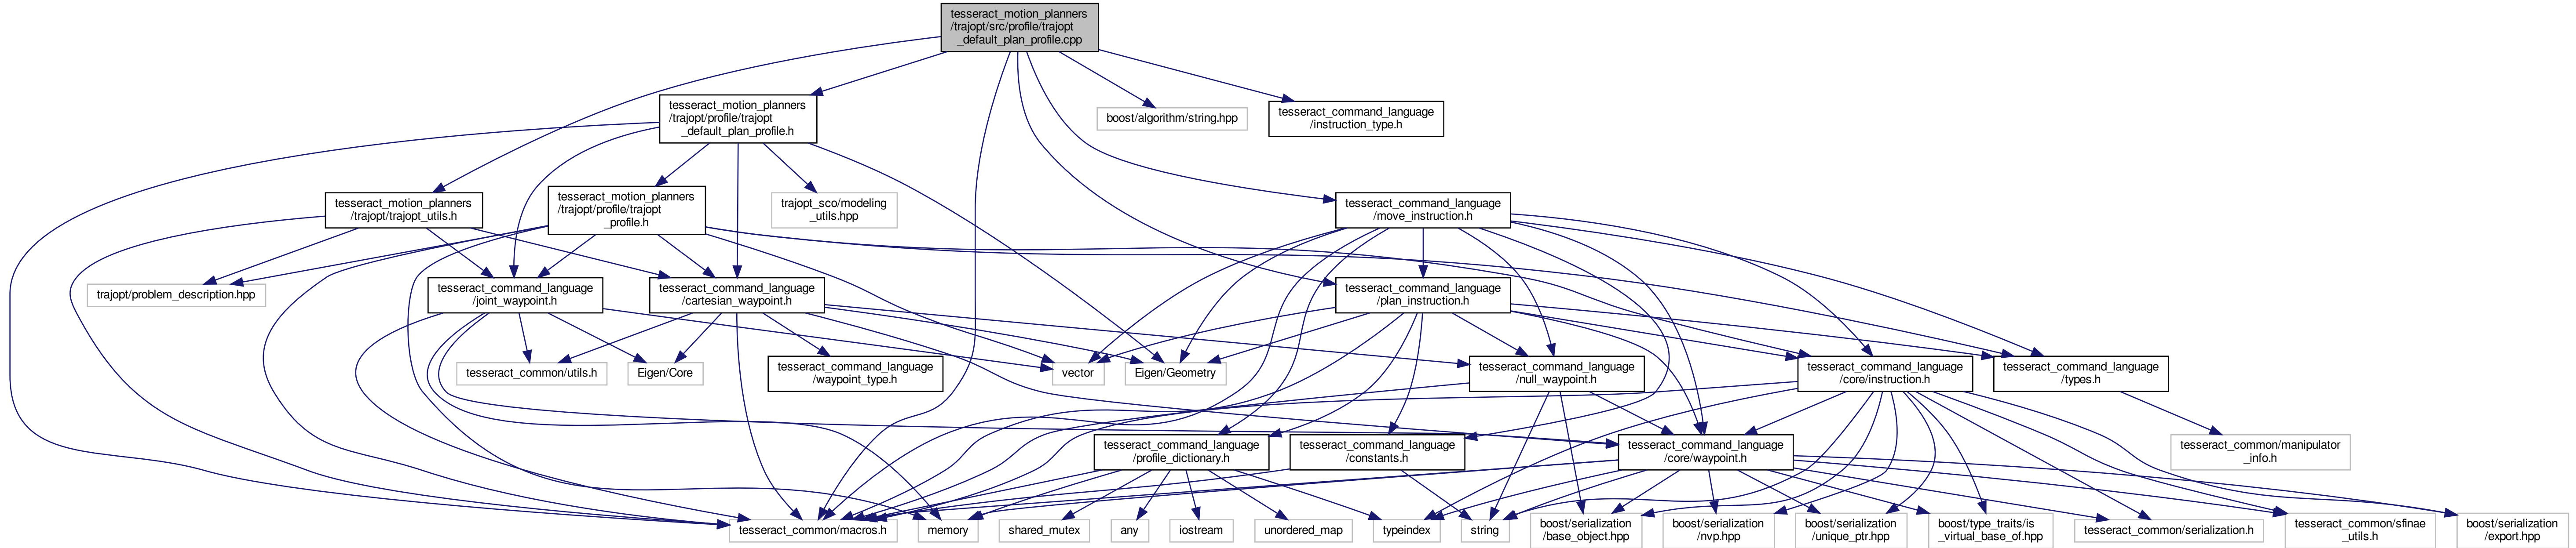 tesseract_motion_planners
/trajopt/src/profile/trajopt
_default_plan_profile.cpp
tesseract_motion_planners
/trajopt/profile/trajopt
_default_plan_profile.h
boost/algorithm/string.hpp
tesseract_command_language
/instruction_type.h
tesseract_motion_planners
/trajopt/trajopt_utils.h
tesseract_motion_planners
/trajopt/profile/trajopt
_profile.h
trajopt_sco/modeling
_utils.hpp
tesseract_command_language
/move_instruction.h
trajopt/problem_description.hpp
tesseract_command_language
/joint_waypoint.h
tesseract_command_language
/cartesian_waypoint.h
tesseract_command_language
/plan_instruction.h
tesseract_common/utils.h
Eigen/Core
tesseract_command_language
/waypoint_type.h
vector
Eigen/Geometry
tesseract_command_language
/null_waypoint.h
tesseract_command_language
/core/instruction.h
tesseract_command_language
/types.h
tesseract_command_language
/profile_dictionary.h
tesseract_command_language
/constants.h
tesseract_command_language
/core/waypoint.h
tesseract_common/manipulator
_info.h
tesseract_common/macros.h
memory
shared_mutex
any
iostream
unordered_map
typeindex
string
boost/serialization
/base_object.hpp
boost/serialization
/nvp.hpp
boost/serialization
/unique_ptr.hpp
boost/type_traits/is
_virtual_base_of.hpp
tesseract_common/serialization.h
tesseract_common/sfinae
_utils.h
boost/serialization
/export.hpp